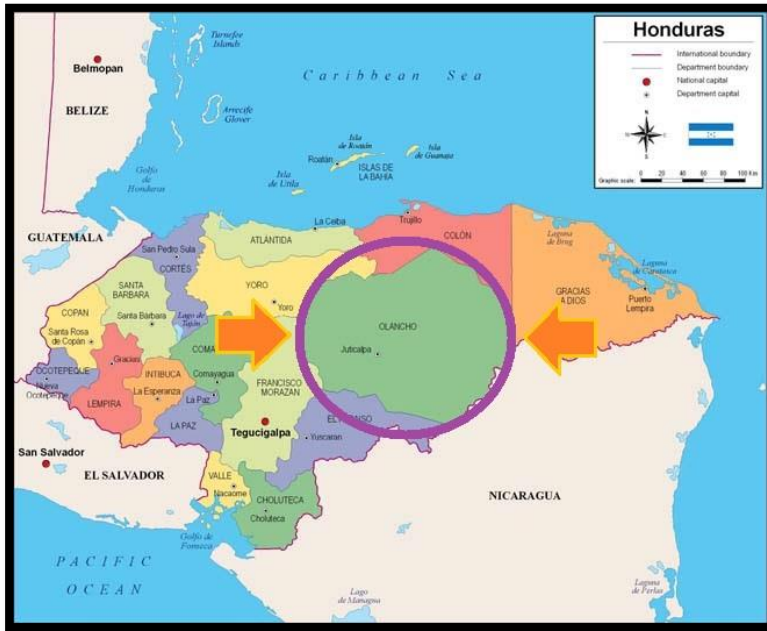 Honduras
International boundary
Department boundary
National capital
Department capital
N
S
Graphic scale:
0 20 40 60 80 100 Km
Turneffe
Islands
Belmopan
Caribbean Sea
BELIZE
Arrecife
Glover
Isla
de Roatán
Isla
de Guanaja
Roatán
ISLAS DE
LA BAHIA
Golfo
de
Honduras
Isla
de Utila
Trujillo
La Ceiba
GUATEMALA
ATLÁNTIDA
COLÓN
San Pedro Sula
CORTÉS
Laguna
de Brug
Laguna
de Caratasca
SANTA
BARBARA
YORO
Yoro
GRACIAS
A DIOS
Puerto
Lempira
COPAN
Santa Bárbara
Lago de
Santa Rosa
de Copán
OLANCHO
COMA
Juticalpa
Gracias
OCOTEPEQUE
INTIBUCA
Comayagua
Nueva
Ocotepeque
La Esperanza
FRANCISCO
MORAZAN
La Paz
LEMPIRA
LA PAZ
EL
Tegucigalpa
Yuscaran
San Salvador
EL SALVADOR
VALLE
Nacaome
CHOLUTECA
NICARAGUA
Choluteca
Golfo de
Fonseca
PACIFIC
OCEAN
Lago
de Managua
Laguna
de Perlas